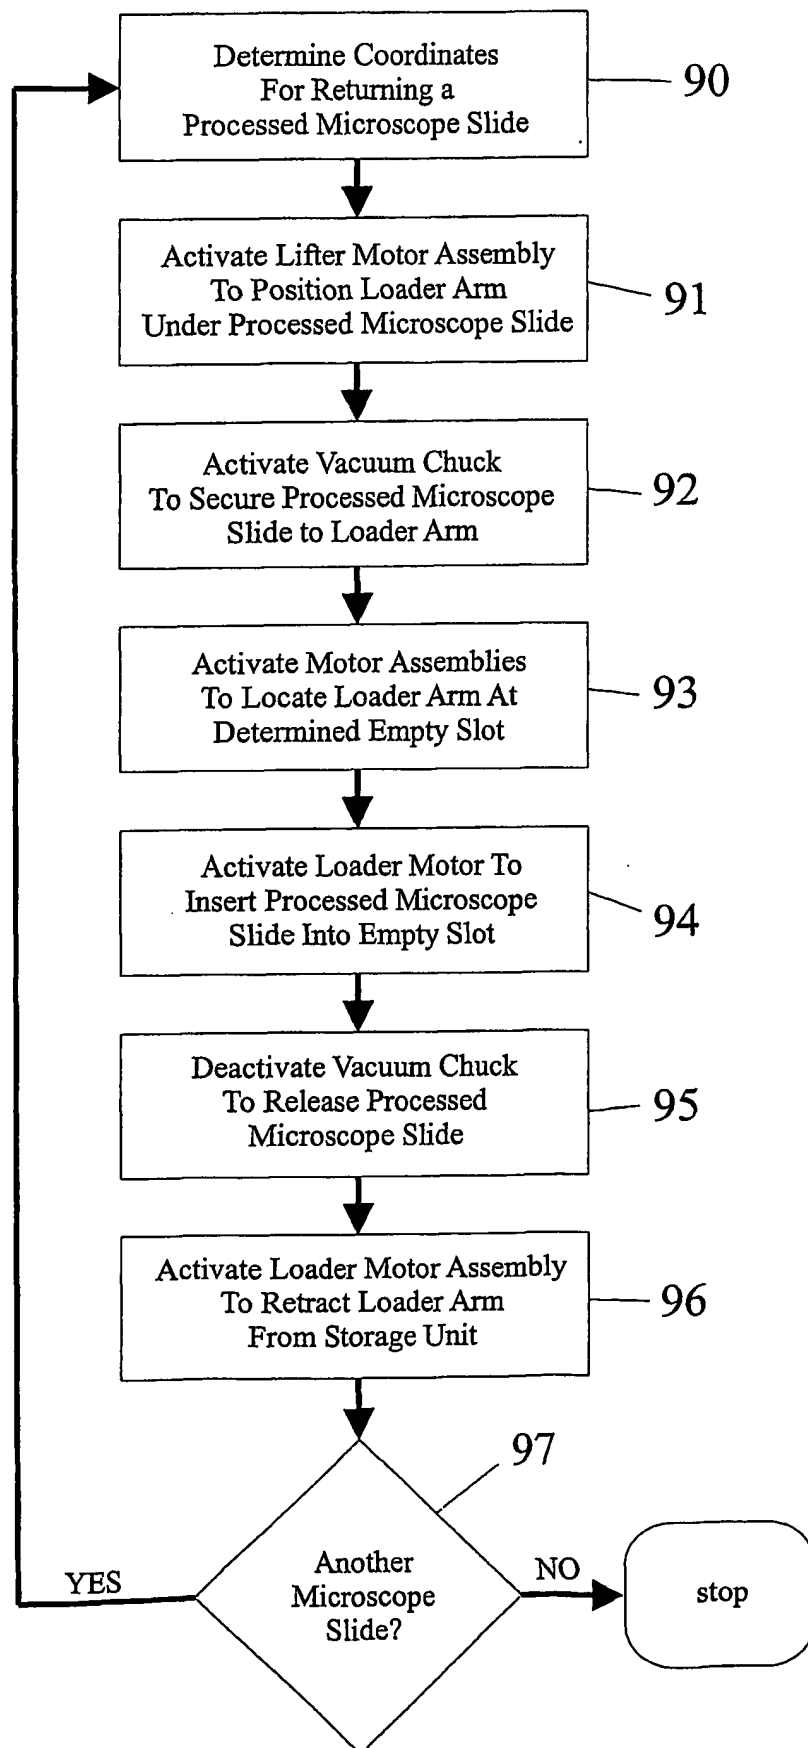 Determine Coordinates
For Returning a
Processed Microscope Slide
90
Activate Lifter Motor Assembly
To Position Loader Arm
Under Processed Microscope Slide
91
Activate Vacuum Chuck
To Secure Processed Microscope
Slide to Loader Arm
92
Activate Motor Assemblies
To Locate Loader Arm At
Determined Empty Slot
93
Activate Loader Motor To
Insert Processed Microscope
Slide Into Empty Slot
94
Deactivate Vacuum Chuck
To Release Processed
Microscope Slide
95
Activate Loader Motor Assembly
To Retract Loader Arm
From Storage Unit
96
97
Another
Microscope
Slide?
YES
NO
stop